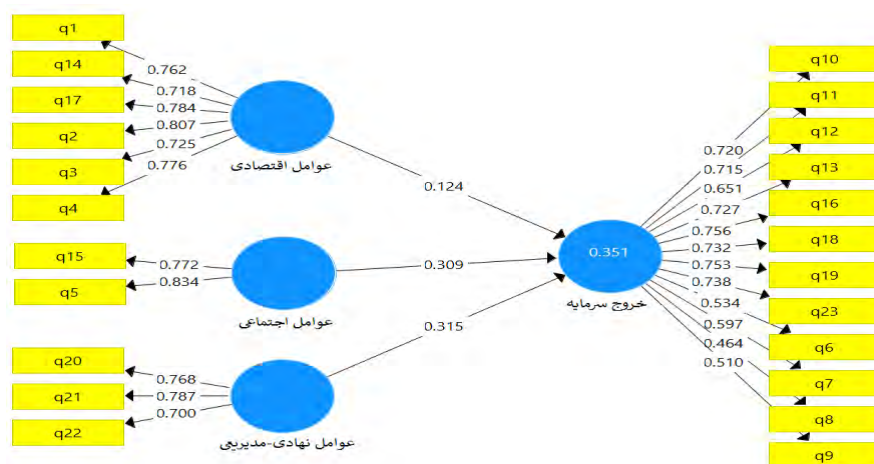 q1
q14
q17
q2
q3
q4
0.762
0.718
0.784
0.807
0.725
0.776
عوامل اقتصادی
0.124
q15
q5
0.772
0.834
عوامل اجتماعی
0.309
q20
q21
q22
0.768
0.787
0.700
عوامل نهادی-مدیریتی
0.315
0.351
خروج سرمایه
0.720
0.715
0.651
0.727
0.756
0.732
0.753
0.738
0.534
0.597
0.464
0.510
q10
q11
q12
q13
q16
q18
q19
q23
q6
q7
q8
q9